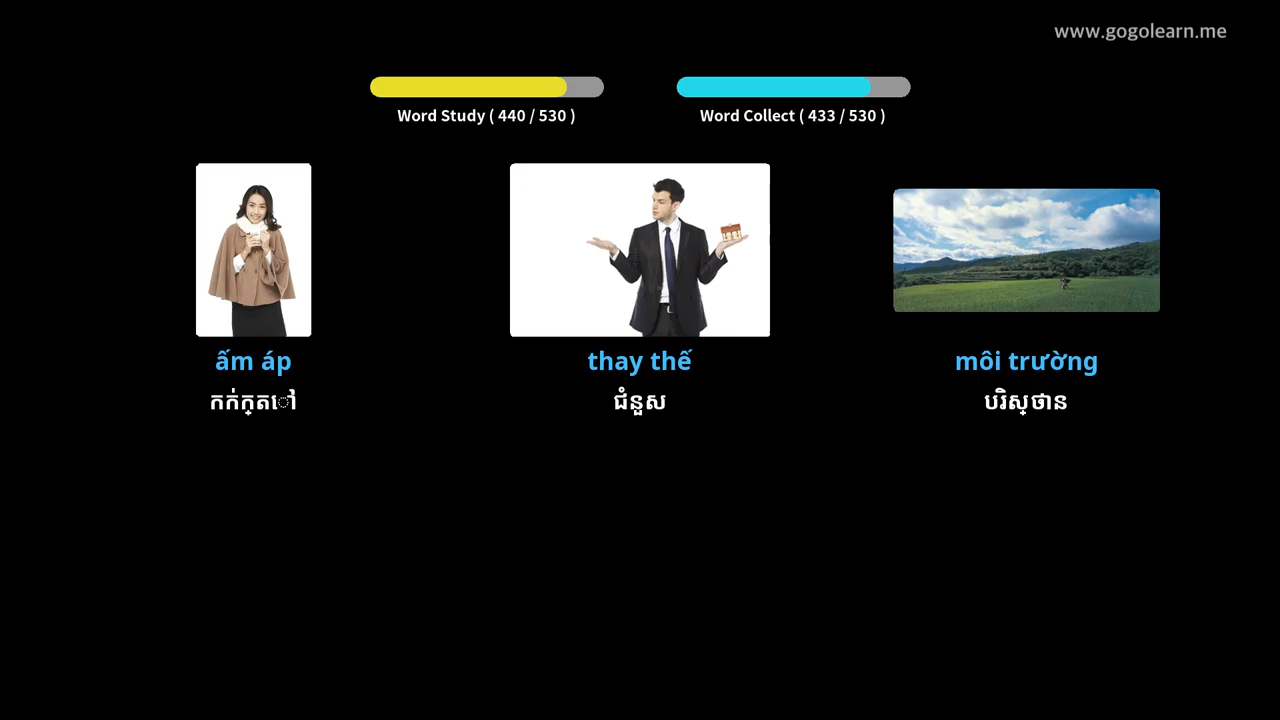 www.gogolearn.me
Word Study ( 440 / 530 )
Word Collect ( 433 / 530 )
ấm áp
thay thế
môi trường
កក់ក្តៅ
ជំនួស
បរិស្ថាន